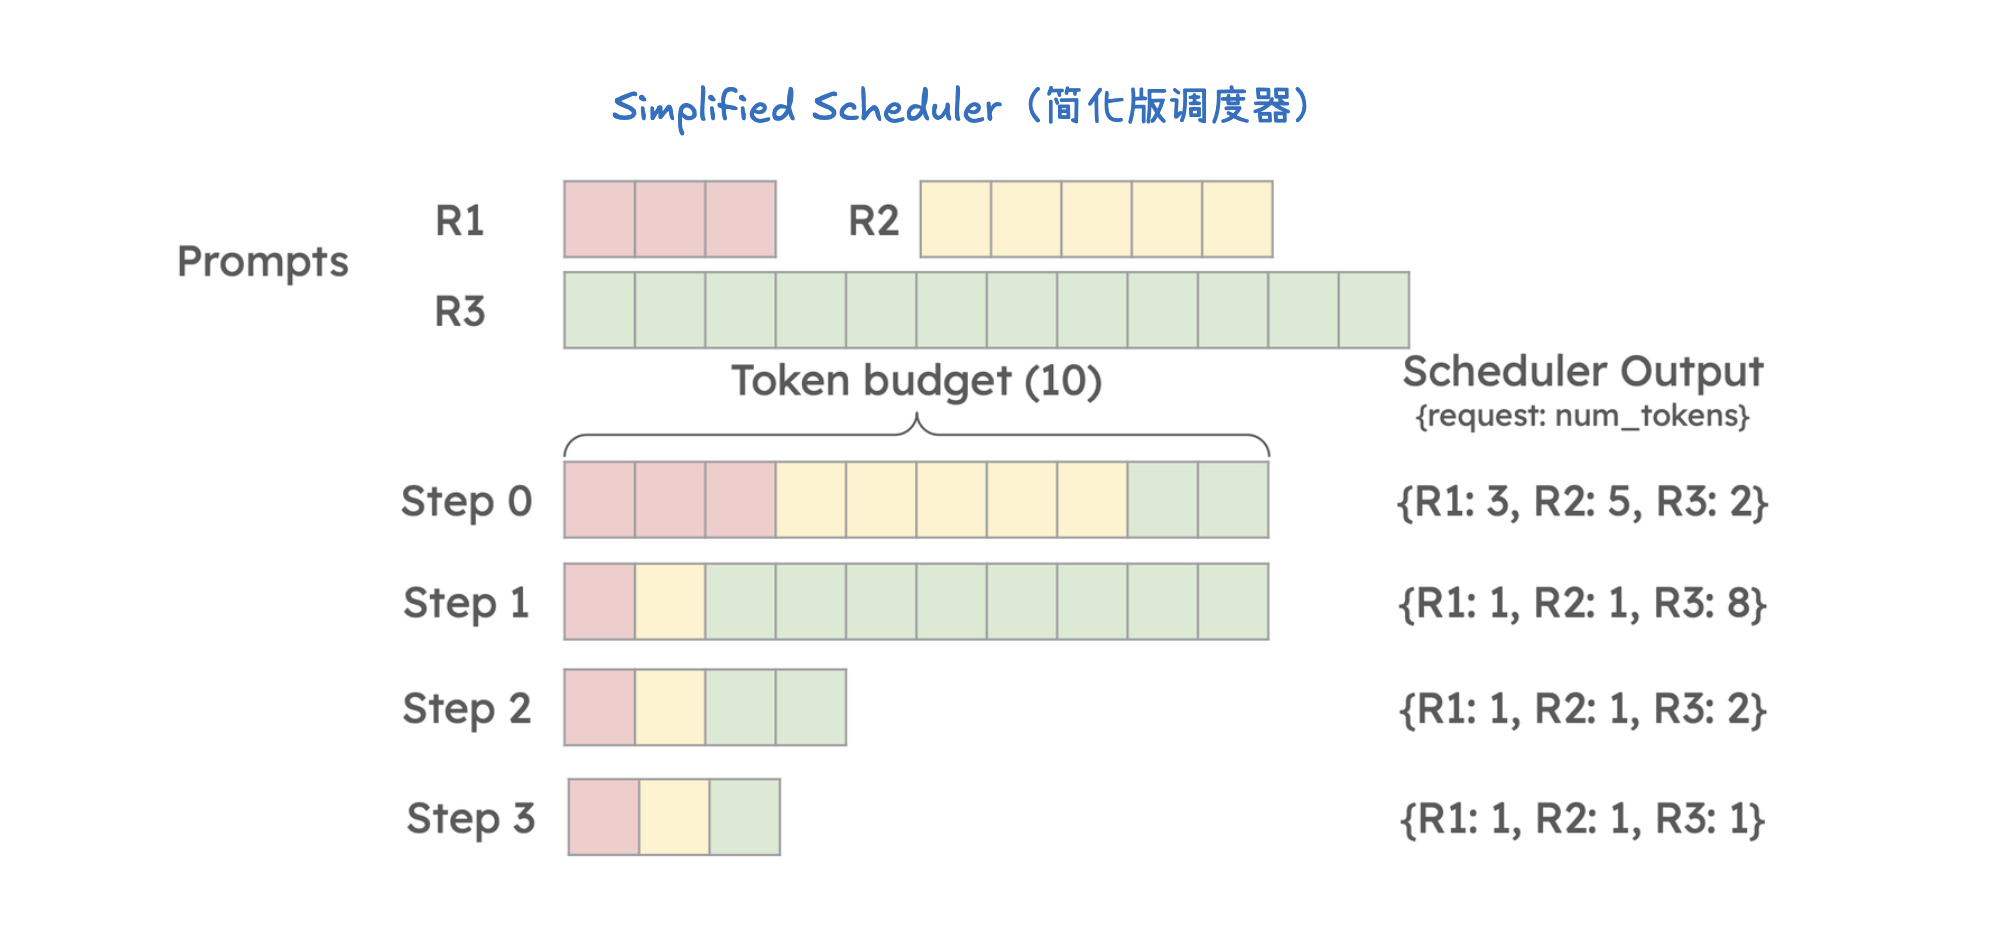 Simplified Scheduler（简化版调度器）
R1
R2
Prompts
R3
Token budget (10)
Scheduler Output
{request: num_tokens}
Step 0
{R1: 3, R2: 5, R3: 2}
Step 1
{R1: 1, R2: 1, R3: 8}
Step 2
{R1: 1, R2: 1, R3: 2}
Step 3
{R1: 1, R2: 1, R3: 1}